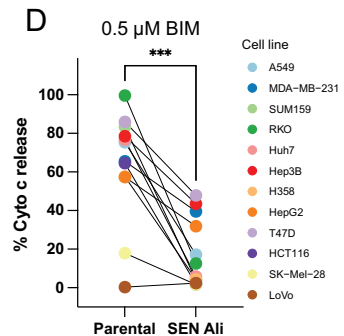 D
0.5 µM BIM
***
% Cyto c release
100
80
60
40
20
0
Parental
SEN Ali
Cell line
A549
MDA−MB−231
SUM159
RKO
Huh7
Hep3B
H358
HepG2
T47D
HCT116
SK−Mel−28
LoVo